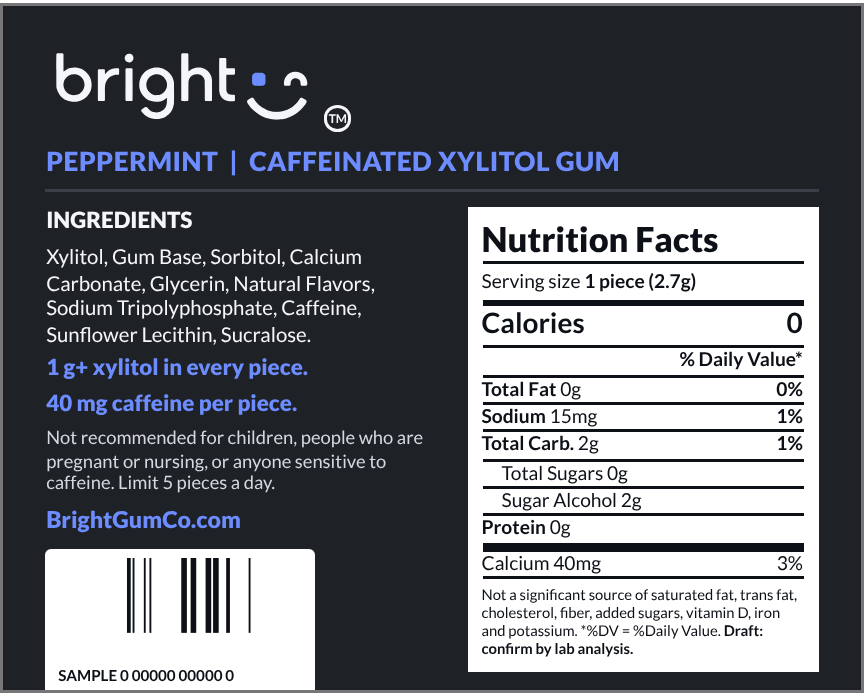 bright
TM
PEPPERMINT | CAFFEINATED XYLITOL GUM
INGREDIENTS
Xylitol, Gum Base, Sorbitol, Calcium
Carbonate, Glycerin, Natural Flavors,
Sodium Tripolyphosphate, Caffeine,
Sunflower Lecithin, Sucralose.
1 g+ xylitol in every piece.
40 mg caffeine per piece.
Not recommended for children, people who are
pregnant or nursing, or anyone sensitive to
caffeine. Limit 5 pieces a day.
BrightGumCo.com
SAMPLE 0 00000 00000 0
Nutrition Facts
Serving size 1 piece (2.7g)
Calories 0
% Daily Value*
Total Fat 0g 0%
Sodium 15mg 1%
Total Carb. 2g 1%
Total Sugars 0g
Sugar Alcohol 2g
Protein 0g
Calcium 40mg 3%
Not a significant source of saturated fat, trans fat,
cholesterol, fiber, added sugars, vitamin D, iron
and potassium. *%DV = %Daily Value. Draft:
confirm by lab analysis.